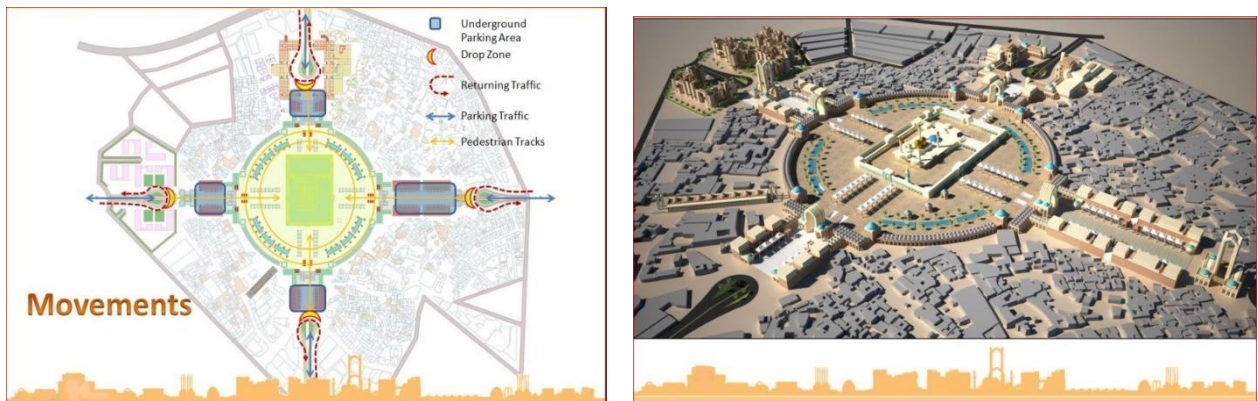 Underground
Parking Area
Drop Zone
Returning Traffic
Parking Traffic
Pedestrian Tracks
Movements